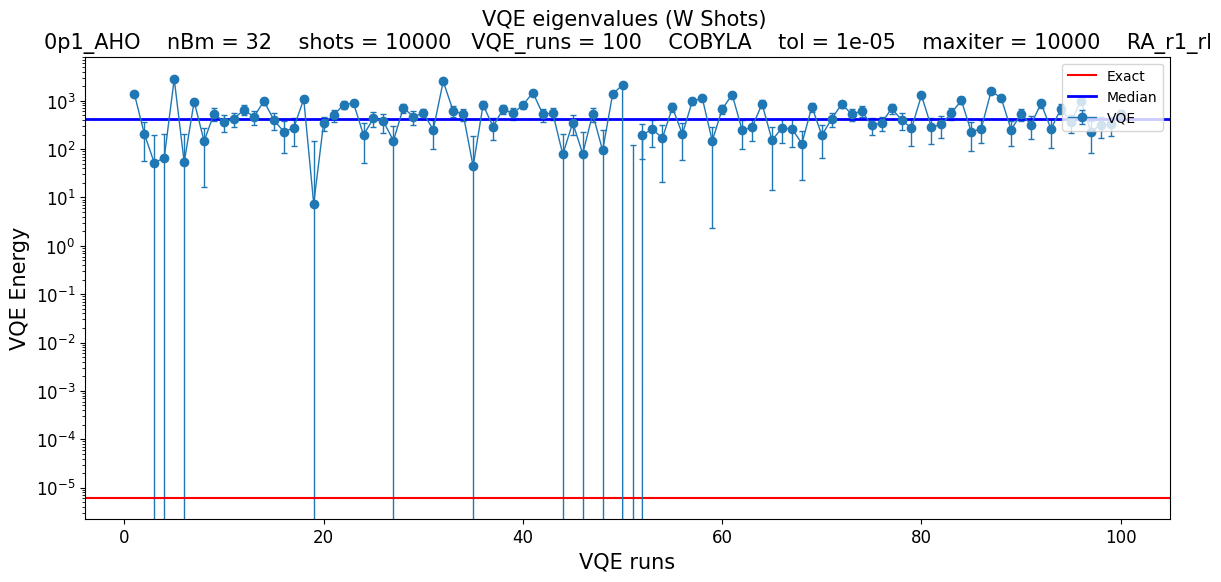 VQE eigenvalues (W Shots)
0p1_AHO nBm = 32 shots = 10000 VQE_runs = 100 COBYLA tol = 1e-05 maxiter = 10000
VQE Energy
10³
10²
10¹
10⁰
10⁻¹
10⁻²
10⁻³
10⁻⁴
10⁻⁵
Exact
Median
VQE
0 20 40 60 80 100
VQE runs